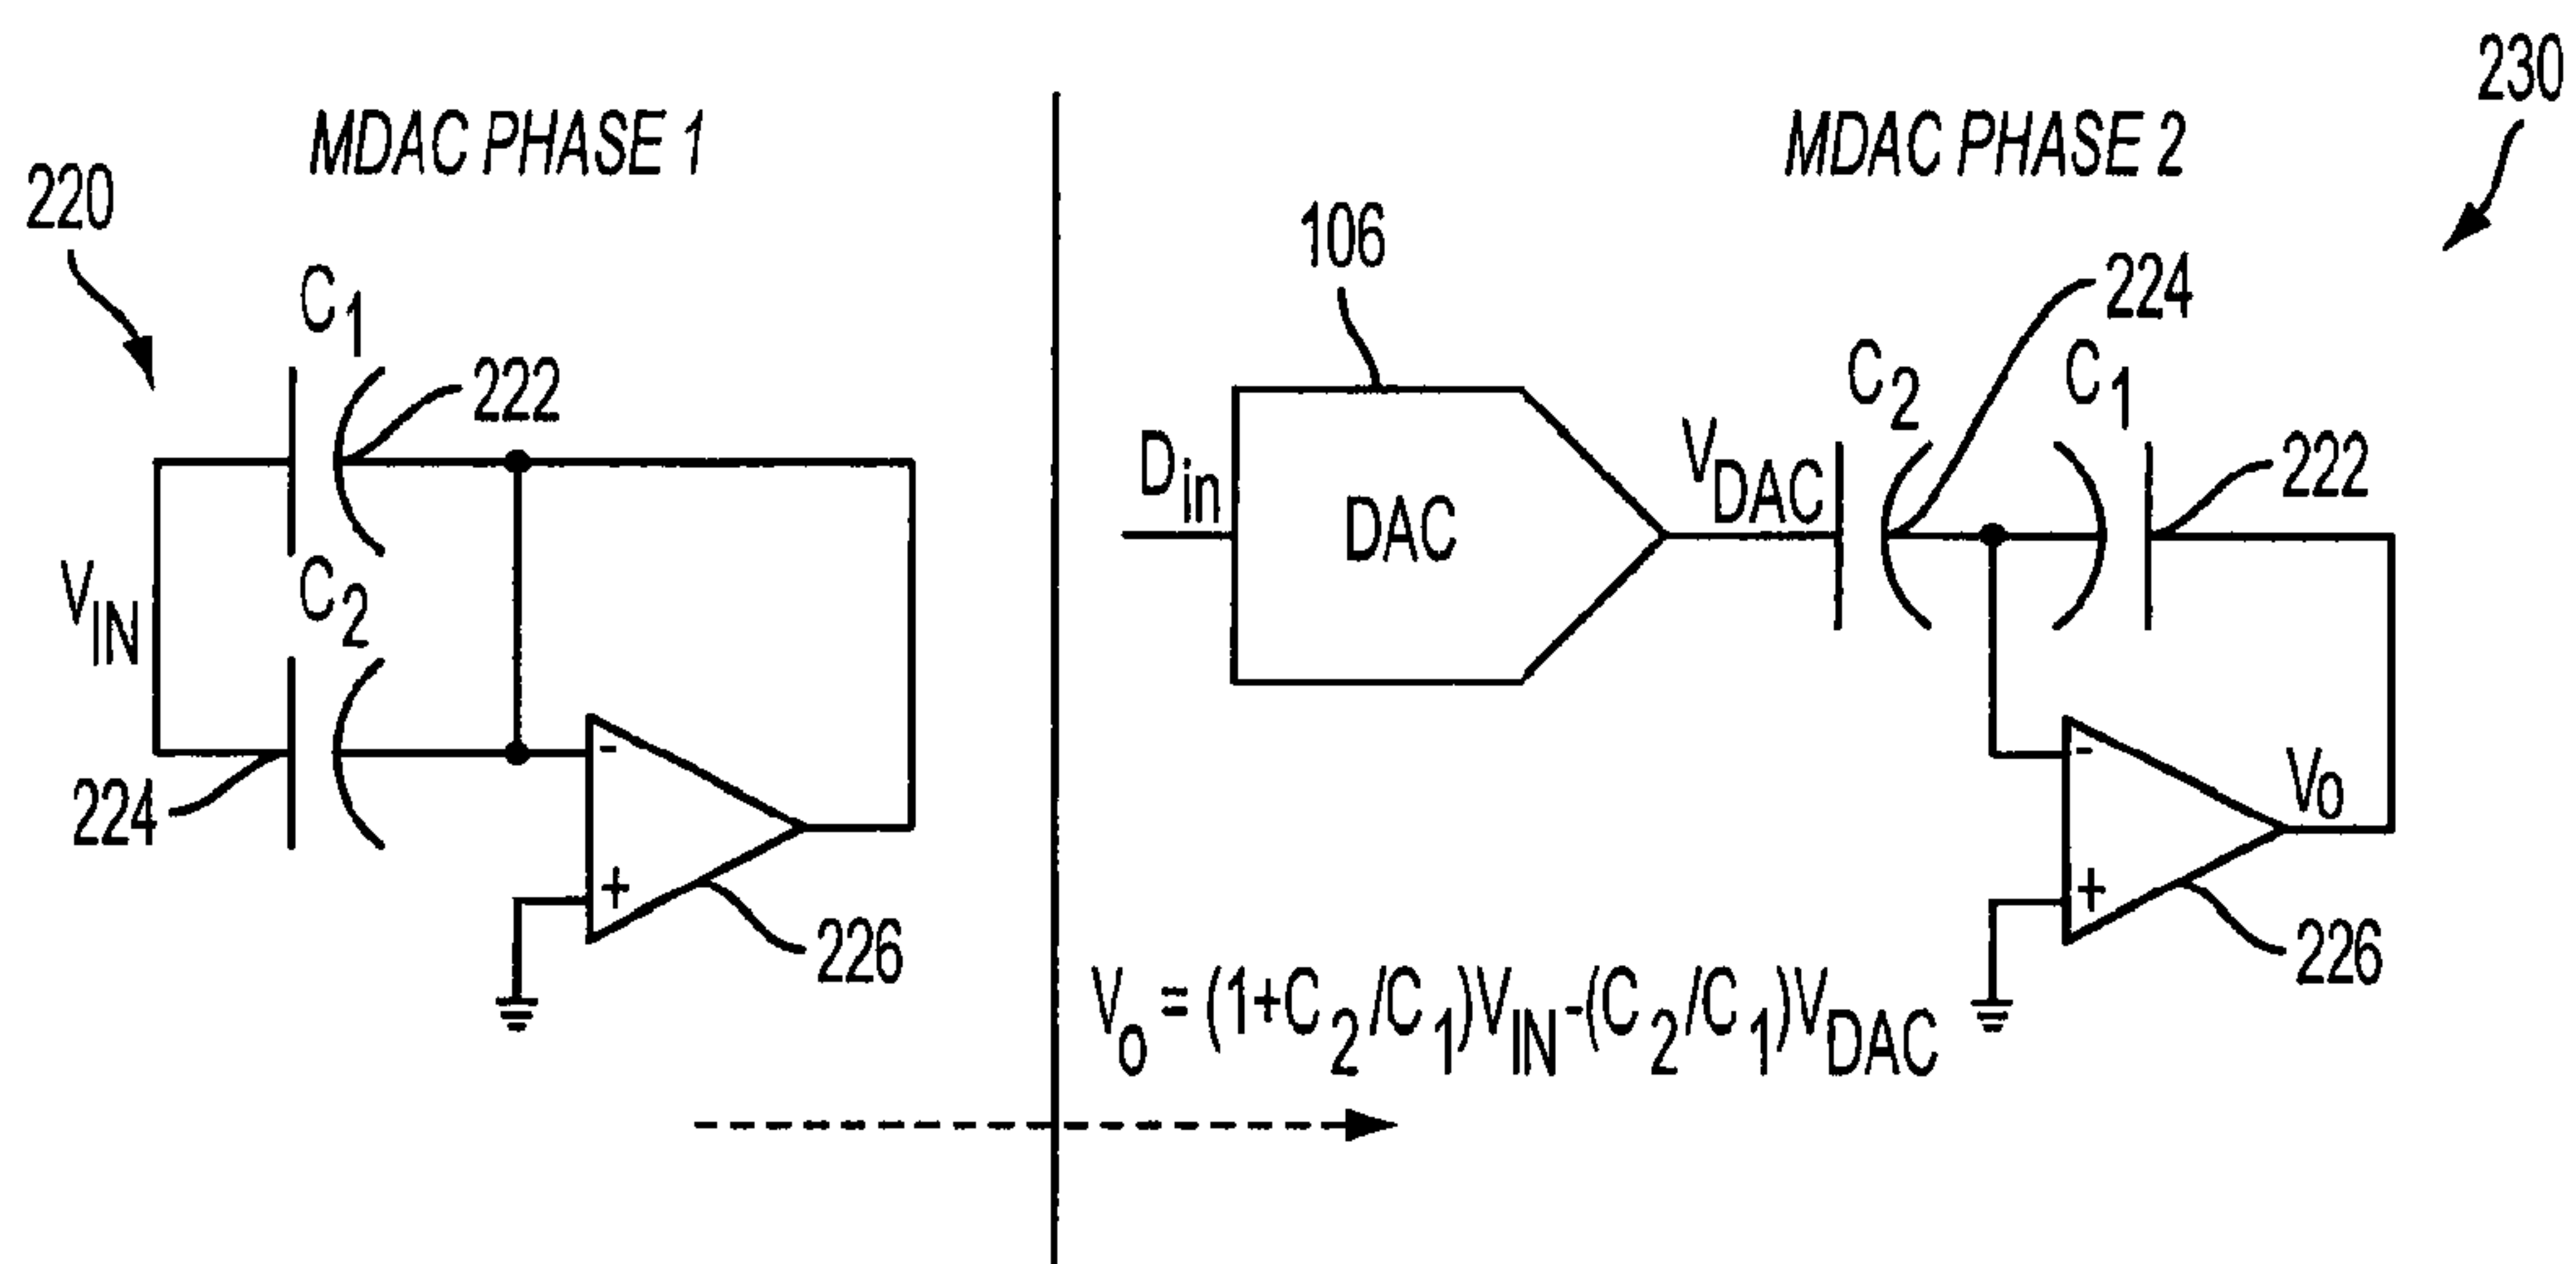 MDAC PHASE 1
220
C1
222
VIN
C2
224
-
+
226
MDAC PHASE 2
230
106
224
C2
C1
Din
DAC
VDAC
222
-
+
Vo
226
Vo = (1+C2/C1)VIN-(C2/C1)VDAC